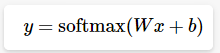 y = softmax(Wx + b)